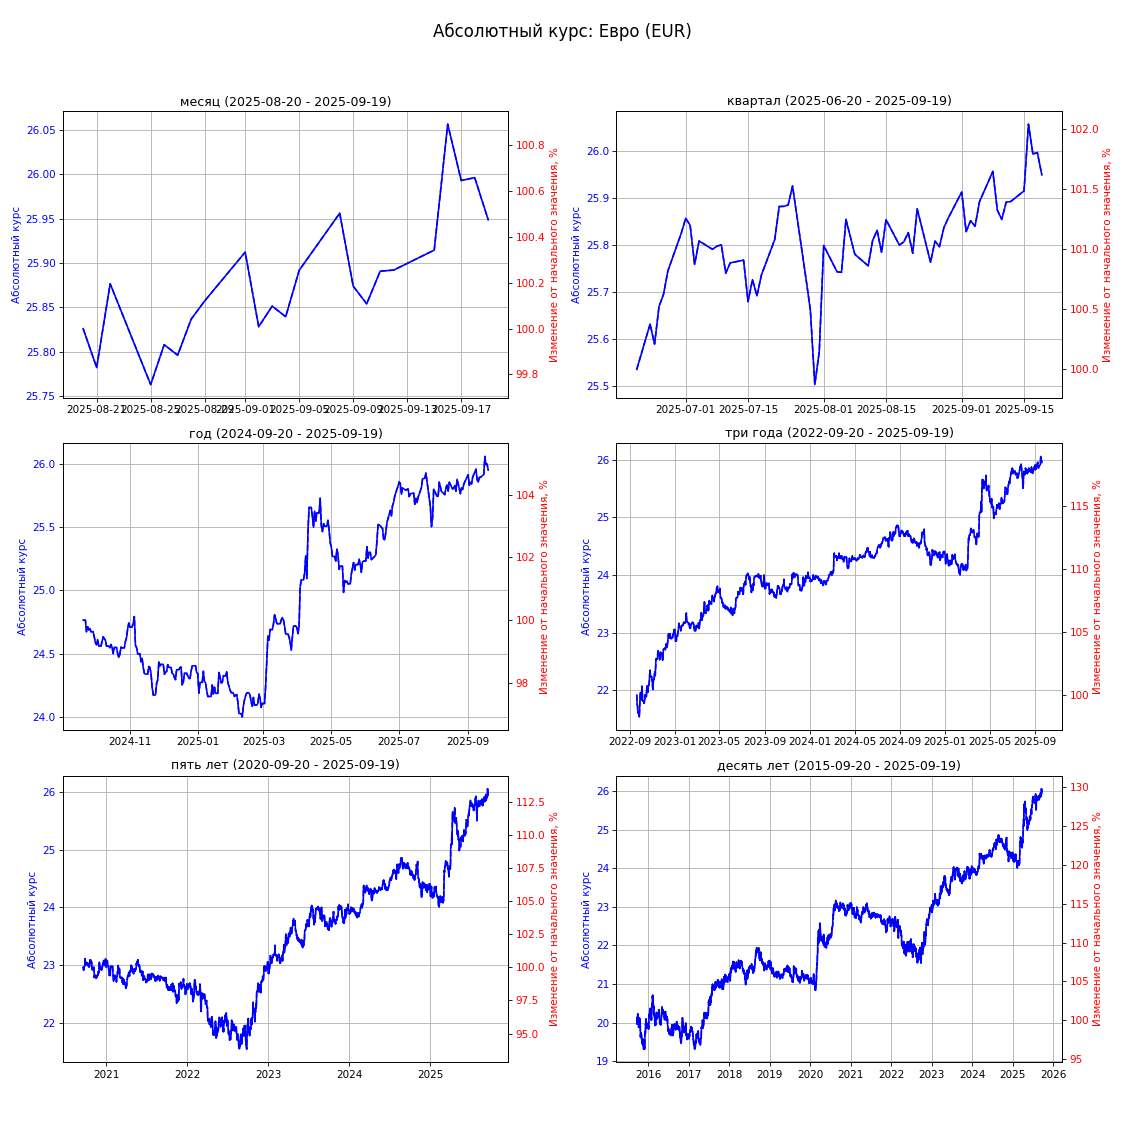 Абсолютный курс: Евро (EUR)
месяц (2025-08-20 - 2025-09-19)
Абсолютный курс
26.05
26.00
25.95
25.90
25.85
25.80
25.75
100.8
100.6
100.4
100.2
100.0
99.8
Изменение от начального значения, %
2025-08-21 2025-08-25 2025-08-29 2025-09-01 2025-09-05 2025-09-09 2025-09-13 2025-09-17
квартал (2025-06-20 - 2025-09-19)
Абсолютный курс
26.0
25.9
25.8
25.7
25.6
25.5
102.0
101.5
101.0
100.5
100.0
Изменение от начального значения, %
2025-07-01 2025-07-15 2025-08-01 2025-08-15 2025-09-01 2025-09-15
год (2024-09-20 - 2025-09-19)
Абсолютный курс
26.0
25.5
25.0
24.5
24.0
104
102
100
98
Изменение от начального значения, %
2024-11 2025-01 2025-03 2025-05 2025-07 2025-09
три года (2022-09-20 - 2025-09-19)
Абсолютный курс
26
25
24
23
22
115
110
105
100
Изменение от начального значения, %
2022-09 2023-01 2023-05 2023-09 2024-01 2024-05 2024-09 2025-01 2025-05 2025-09
пять лет (2020-09-20 - 2025-09-19)
Абсолютный курс
26
25
24
23
22
112.5
110.0
107.5
105.0
102.5
100.0
97.5
95.0
Изменение от начального значения, %
2021 2022 2023 2024 2025
десять лет (2015-09-20 - 2025-09-19)
Абсолютный курс
26
25
24
23
22
21
20
19
130
125
120
115
110
105
100
95
Изменение от начального значения, %
2016 2017 2018 2019 2020 2021 2022 2023 2024 2025 2026